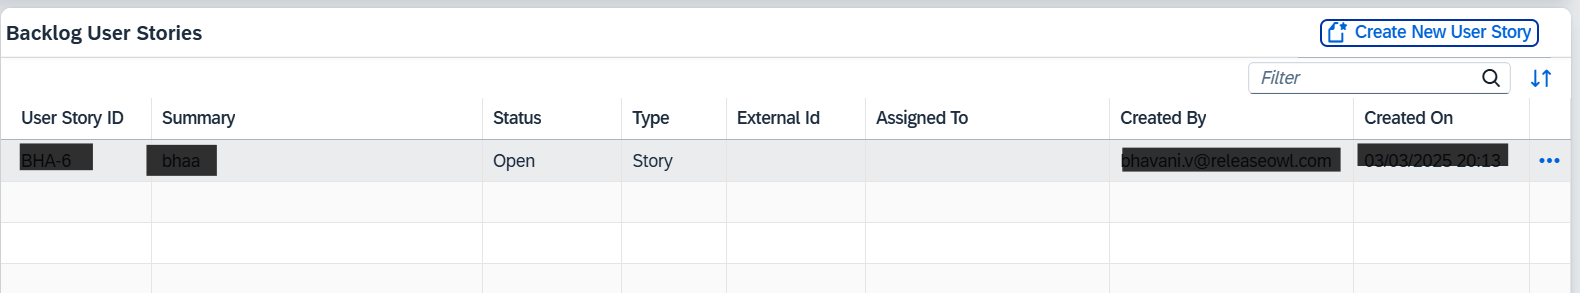 Backlog User Stories
Create New User Story
Filter
User Story ID Summary Status Type External Id Assigned To Created By Created On
BHA-6 bhaa Open Story bhavani.v@releaseowl.com 03/03/2025 20:13